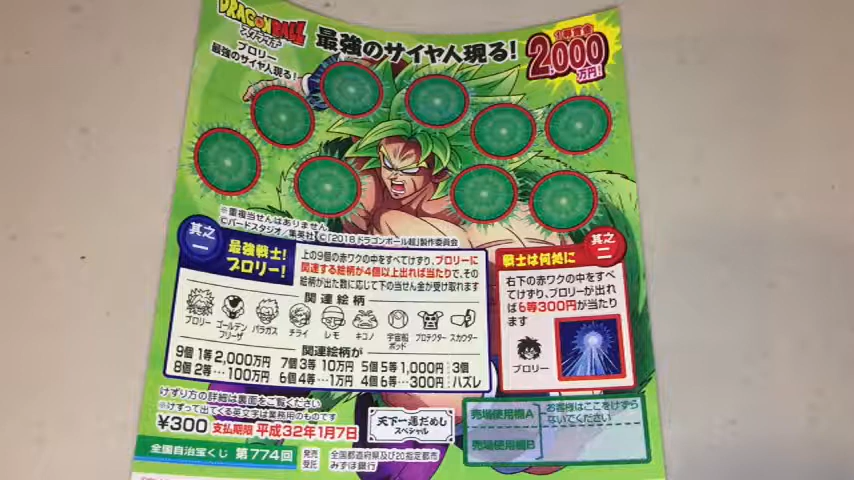 DRAGONBALL
ブロリー
最強のサイヤ人現る!
最強のサイヤ人現る!
1等賞金
2,000
万円!
※重複当せんはありません。
©バードスタジオ/集英社 ©「2018 ドラゴンボール超」製作委員会
其之一
最強戦士!
ブロリー!
上の9個の赤ワクの中をすべてけずり、ブロリーに
関連する絵柄が4個以上出れば当たりで、その
絵柄が出た数に応じて下の当せん金が受け取れます
関連絵柄
ブロリー
ゴールデン
フリーザ
パラガス
チライ
レモ
キコノ
宇宙船
ポッド
プロテクター
スカウター
関連絵柄が
9個 1等 2,000万円 7個 3等 10万円 5個 5等 1,000円 3個
8個 2等…100万円 6個 4等…1万円 4個 6等…300円 ハズレ
戦士は何処に
其之二
右下の赤ワクの中をすべ
てけずり、ブロリーが出れ
ば6等300円が当たり
ます
ブロリー
けずり方の詳細は裏面をご覧ください
※けずって出てくる英文字は業務用のものです
¥300 支払期限 平成32年1月7日
天下一運だめし
スペシャル
売場使用欄A
お客様はここをけずら
ないでください
売場使用欄B
全国自治宝くじ 第774回
発売
受託
全国都道府県及び20指定都市
みずほ銀行